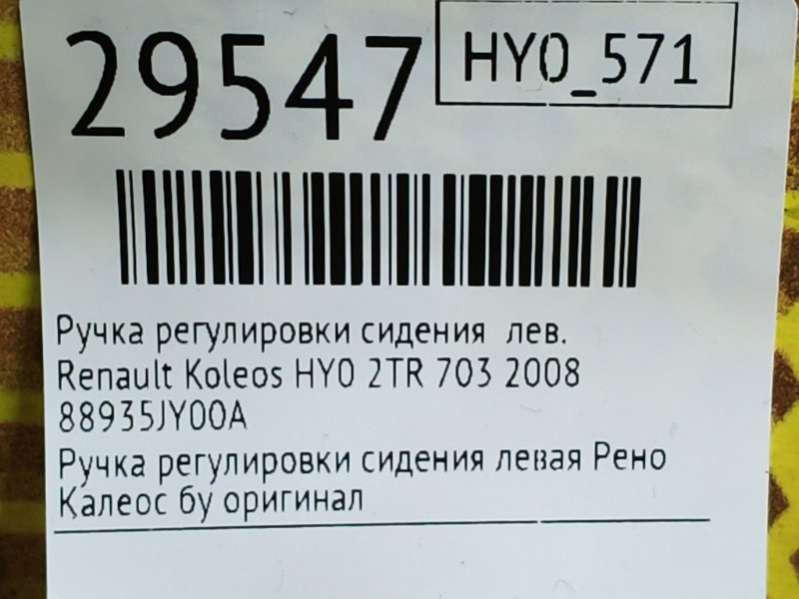 29547
HY0_571
Ручка регулировки сидения лев.
Renault Koleos HY0 2TR 703 2008
88935JY00A
Ручка регулировки сидения левая Рено
Калеос бу оригинал